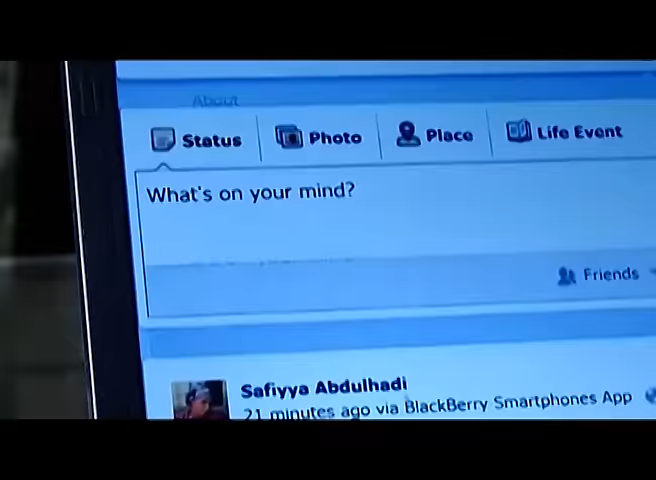 About
Status Photo Place Life Event
What's on your mind?
Friends
Safiyya Abdulhadi
21 minutes ago via BlackBerry Smartphones App